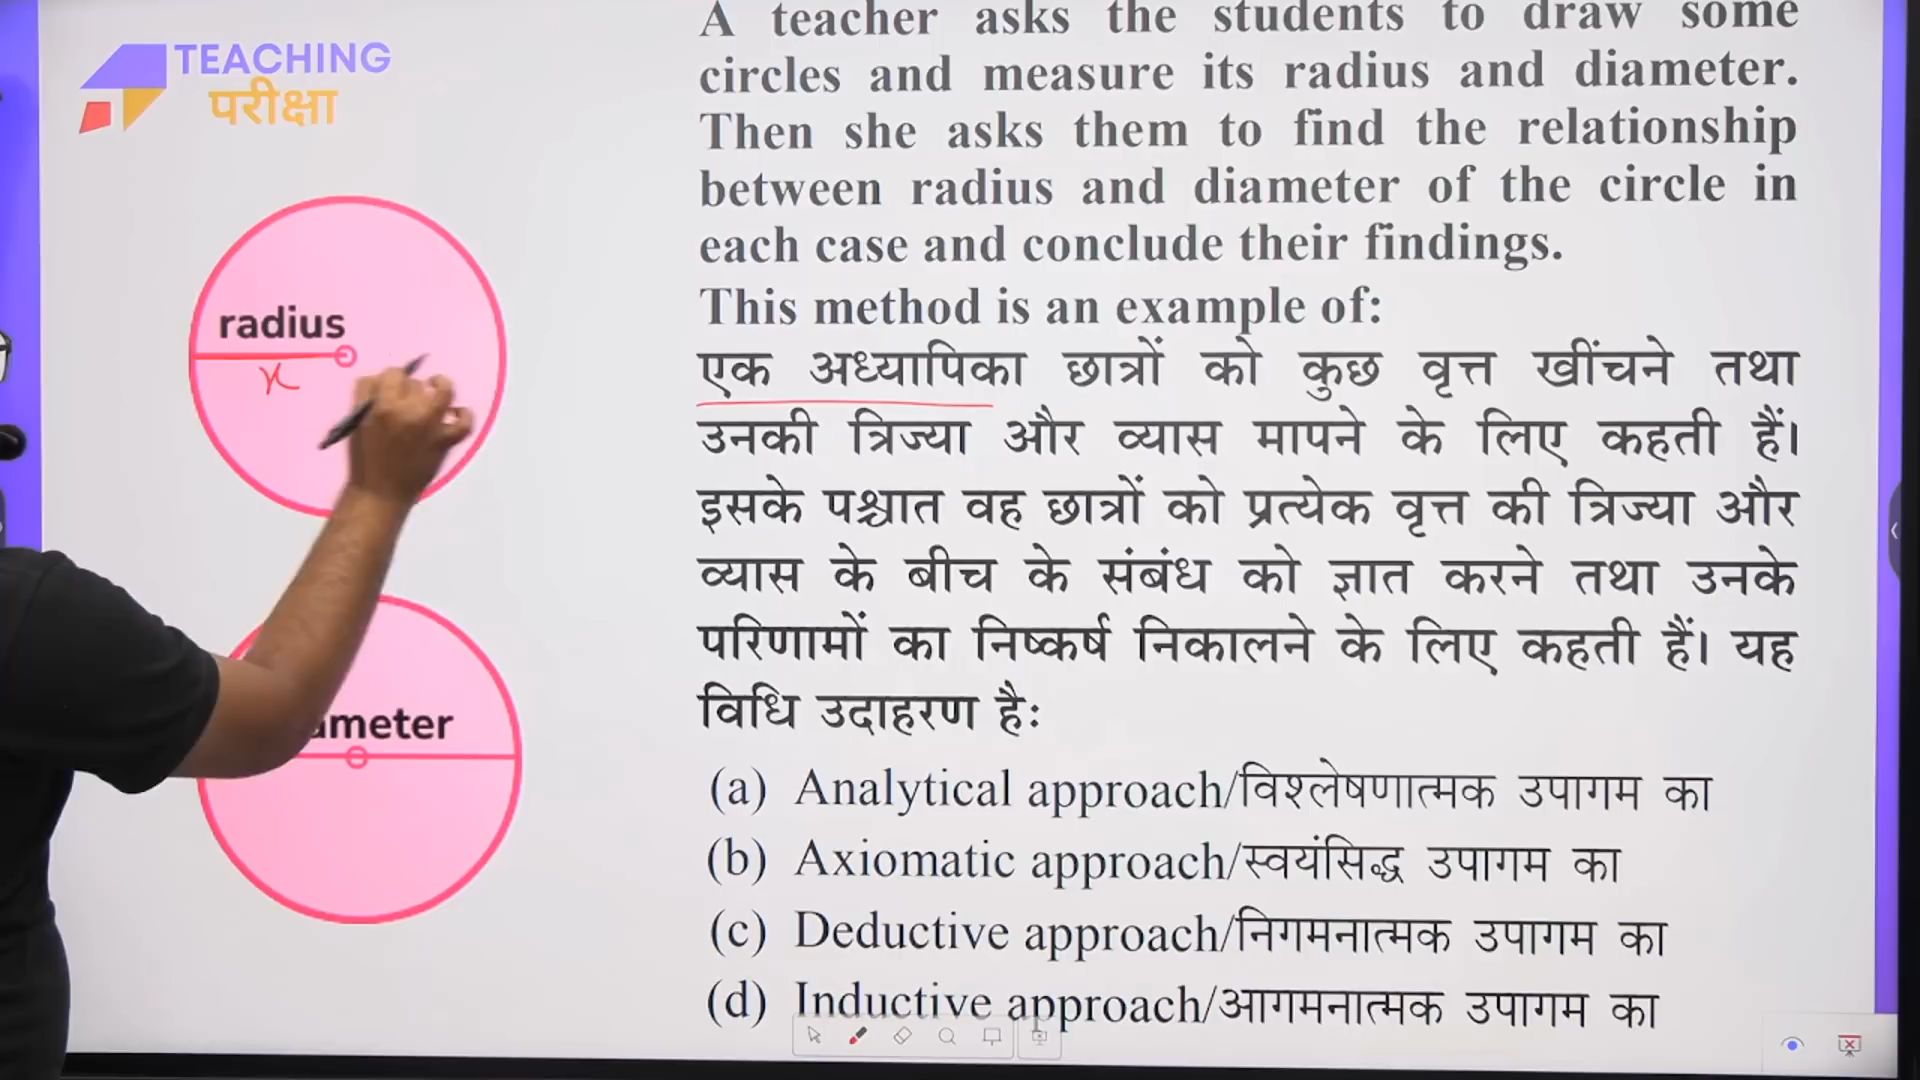 TEACHING
परीक्षा
A teacher asks the students to draw some
circles and measure its radius and diameter.
Then she asks them to find the relationship
between radius and diameter of the circle in
each case and conclude their findings.
This method is an example of:
एक अध्यापिका छात्रों को कुछ वृत्त खींचने तथा
उनकी त्रिज्या और व्यास मापने के लिए कहती हैं।
इसके पश्चात वह छात्रों को प्रत्येक वृत्त की त्रिज्या और
व्यास के बीच के संबंध को ज्ञात करने तथा उनके
परिणामों का निष्कर्ष निकालने के लिए कहती हैं। यह
विधि उदाहरण है:
(a) Analytical approach/विश्लेषणात्मक उपागम का
(b) Axiomatic approach/स्वयंसिद्ध उपागम का
(c) Deductive approach/निगमनात्मक उपागम का
(d) Inductive approach/आगमनात्मक उपागम का
radius
x
ameter